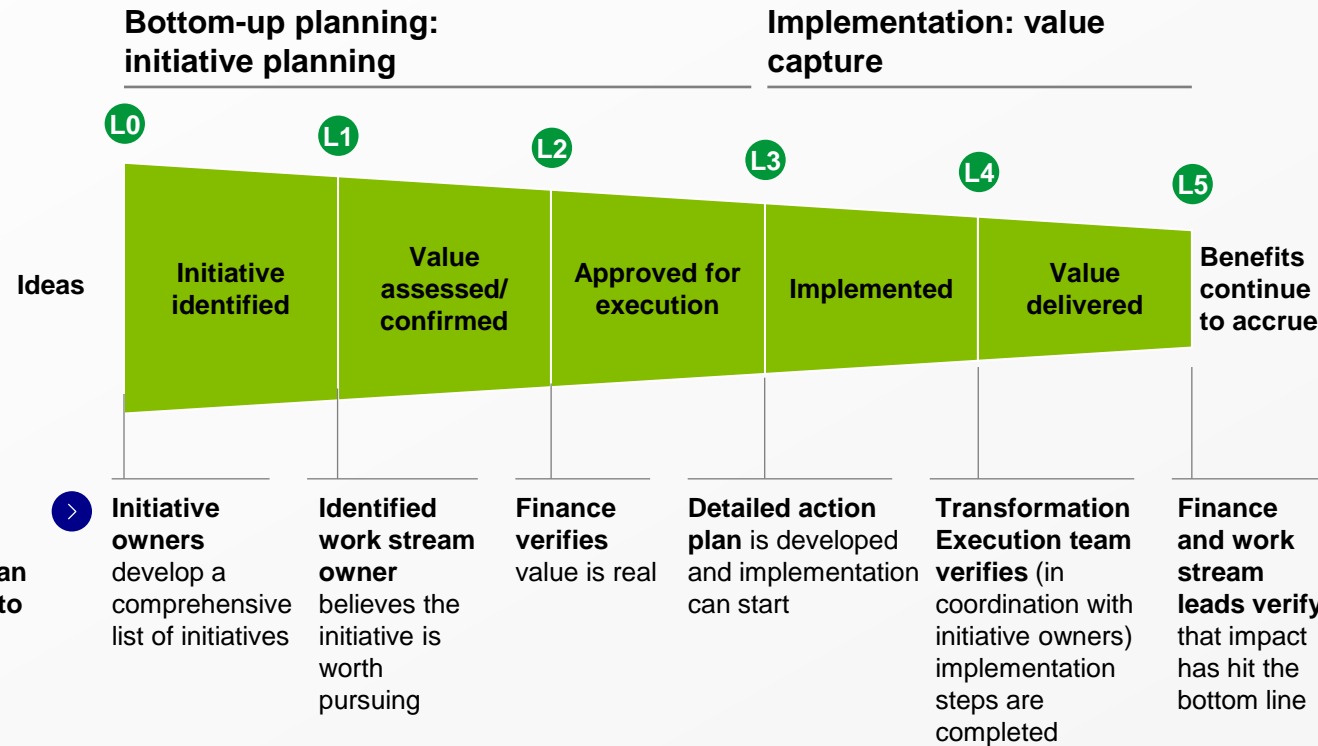 Bottom-up planning:
initiative planning
Implementation: value
capture
L0
L1
L2
L3
L4
L5
Ideas
Initiative
identified
Value
assessed/
confirmed
Approved for
execution
Implemented
Value
delivered
Benefits
continue
to accrue
an
to
Initiative
owners
develop a
comprehensive
list of initiatives
Identified
work stream
owner
believes the
initiative is
worth
pursuing
Finance
verifies
value is real
Detailed action
plan is developed
and implementation
can start
Transformation
Execution team
verifies (in
coordination with
initiative owners)
implementation
steps are
completed
Finance
and work
stream
leads verify
that impact
has hit the
bottom line